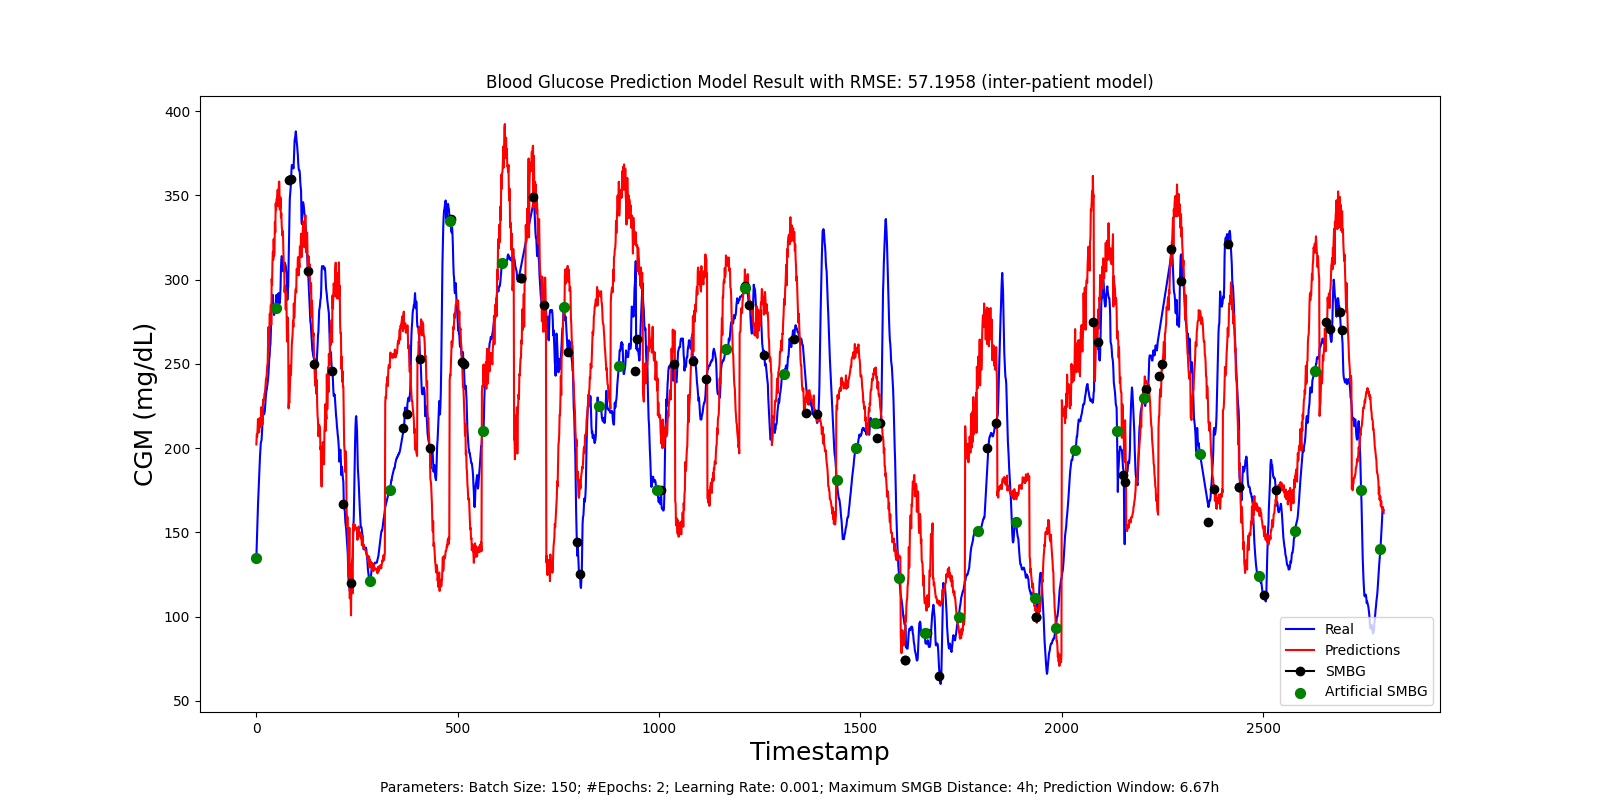 Blood Glucose Prediction Model Result with RMSE: 57.1958 (inter-patient model)
CGM (mg/dL)
400
350
300
250
200
150
100
50
0
500
1000
1500
2000
2500
Timestamp
Real
Predictions
SMBG
Artificial SMBG
Parameters: Batch Size: 150; #Epochs: 2; Learning Rate: 0.001; Maximum SMGB Distance: 4h; Prediction Window: 6.67h